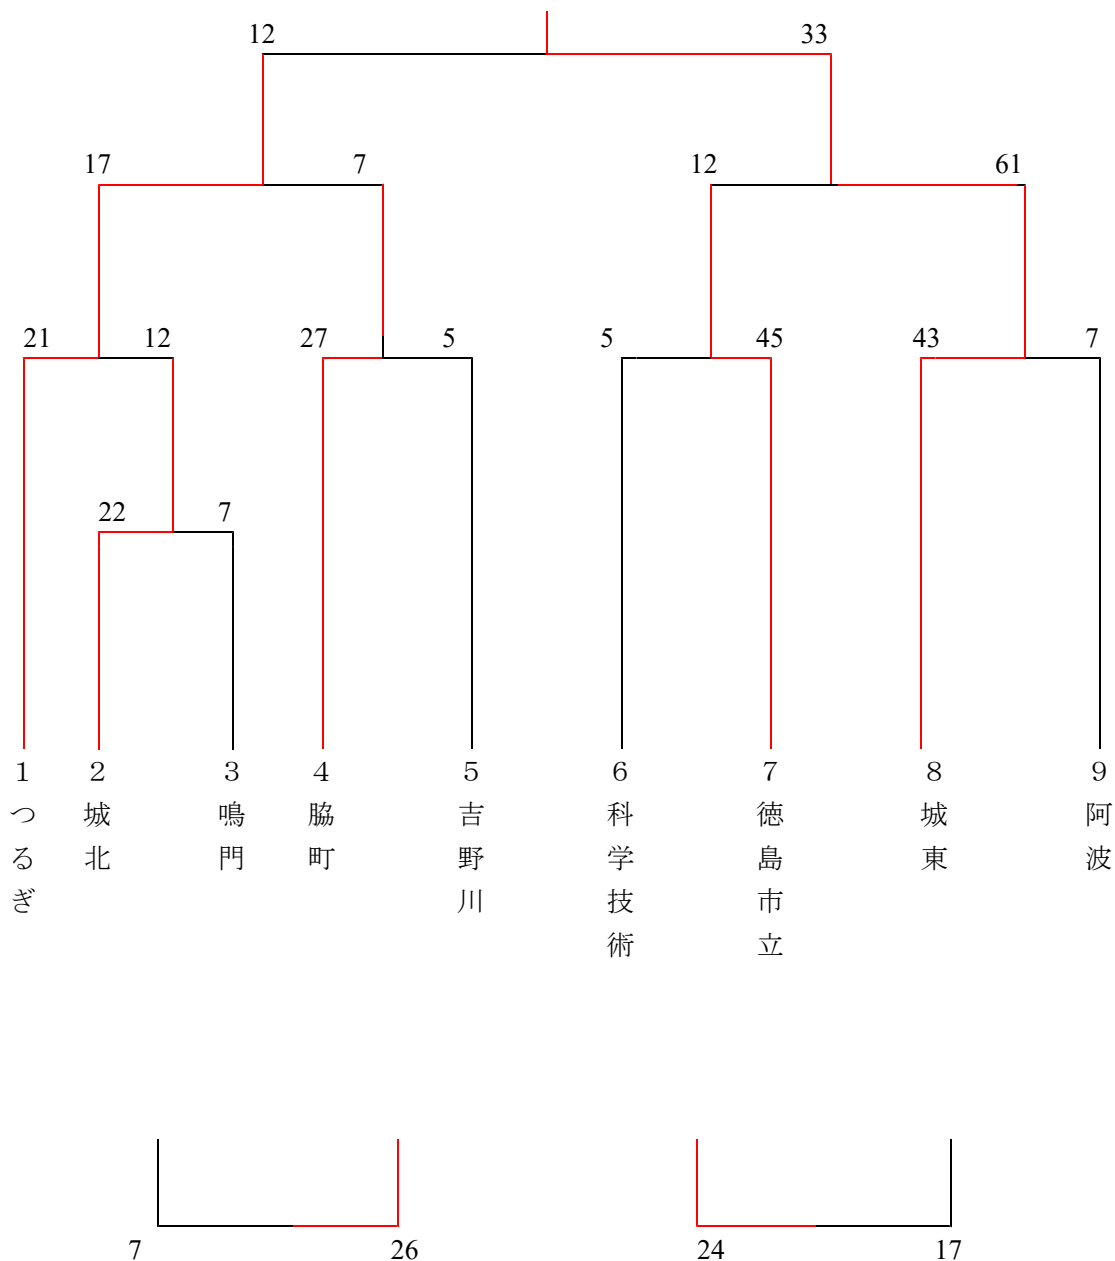 12 33
17 7 12 61
21 12 27 5 5 45 43 7
22 7
１ ２ ３ ４ ５ ６ ７ ８ ９
つるぎ
城北
鳴門
脇町
吉野川
科学技術
徳島市立
城東
阿波
7 26 24 17